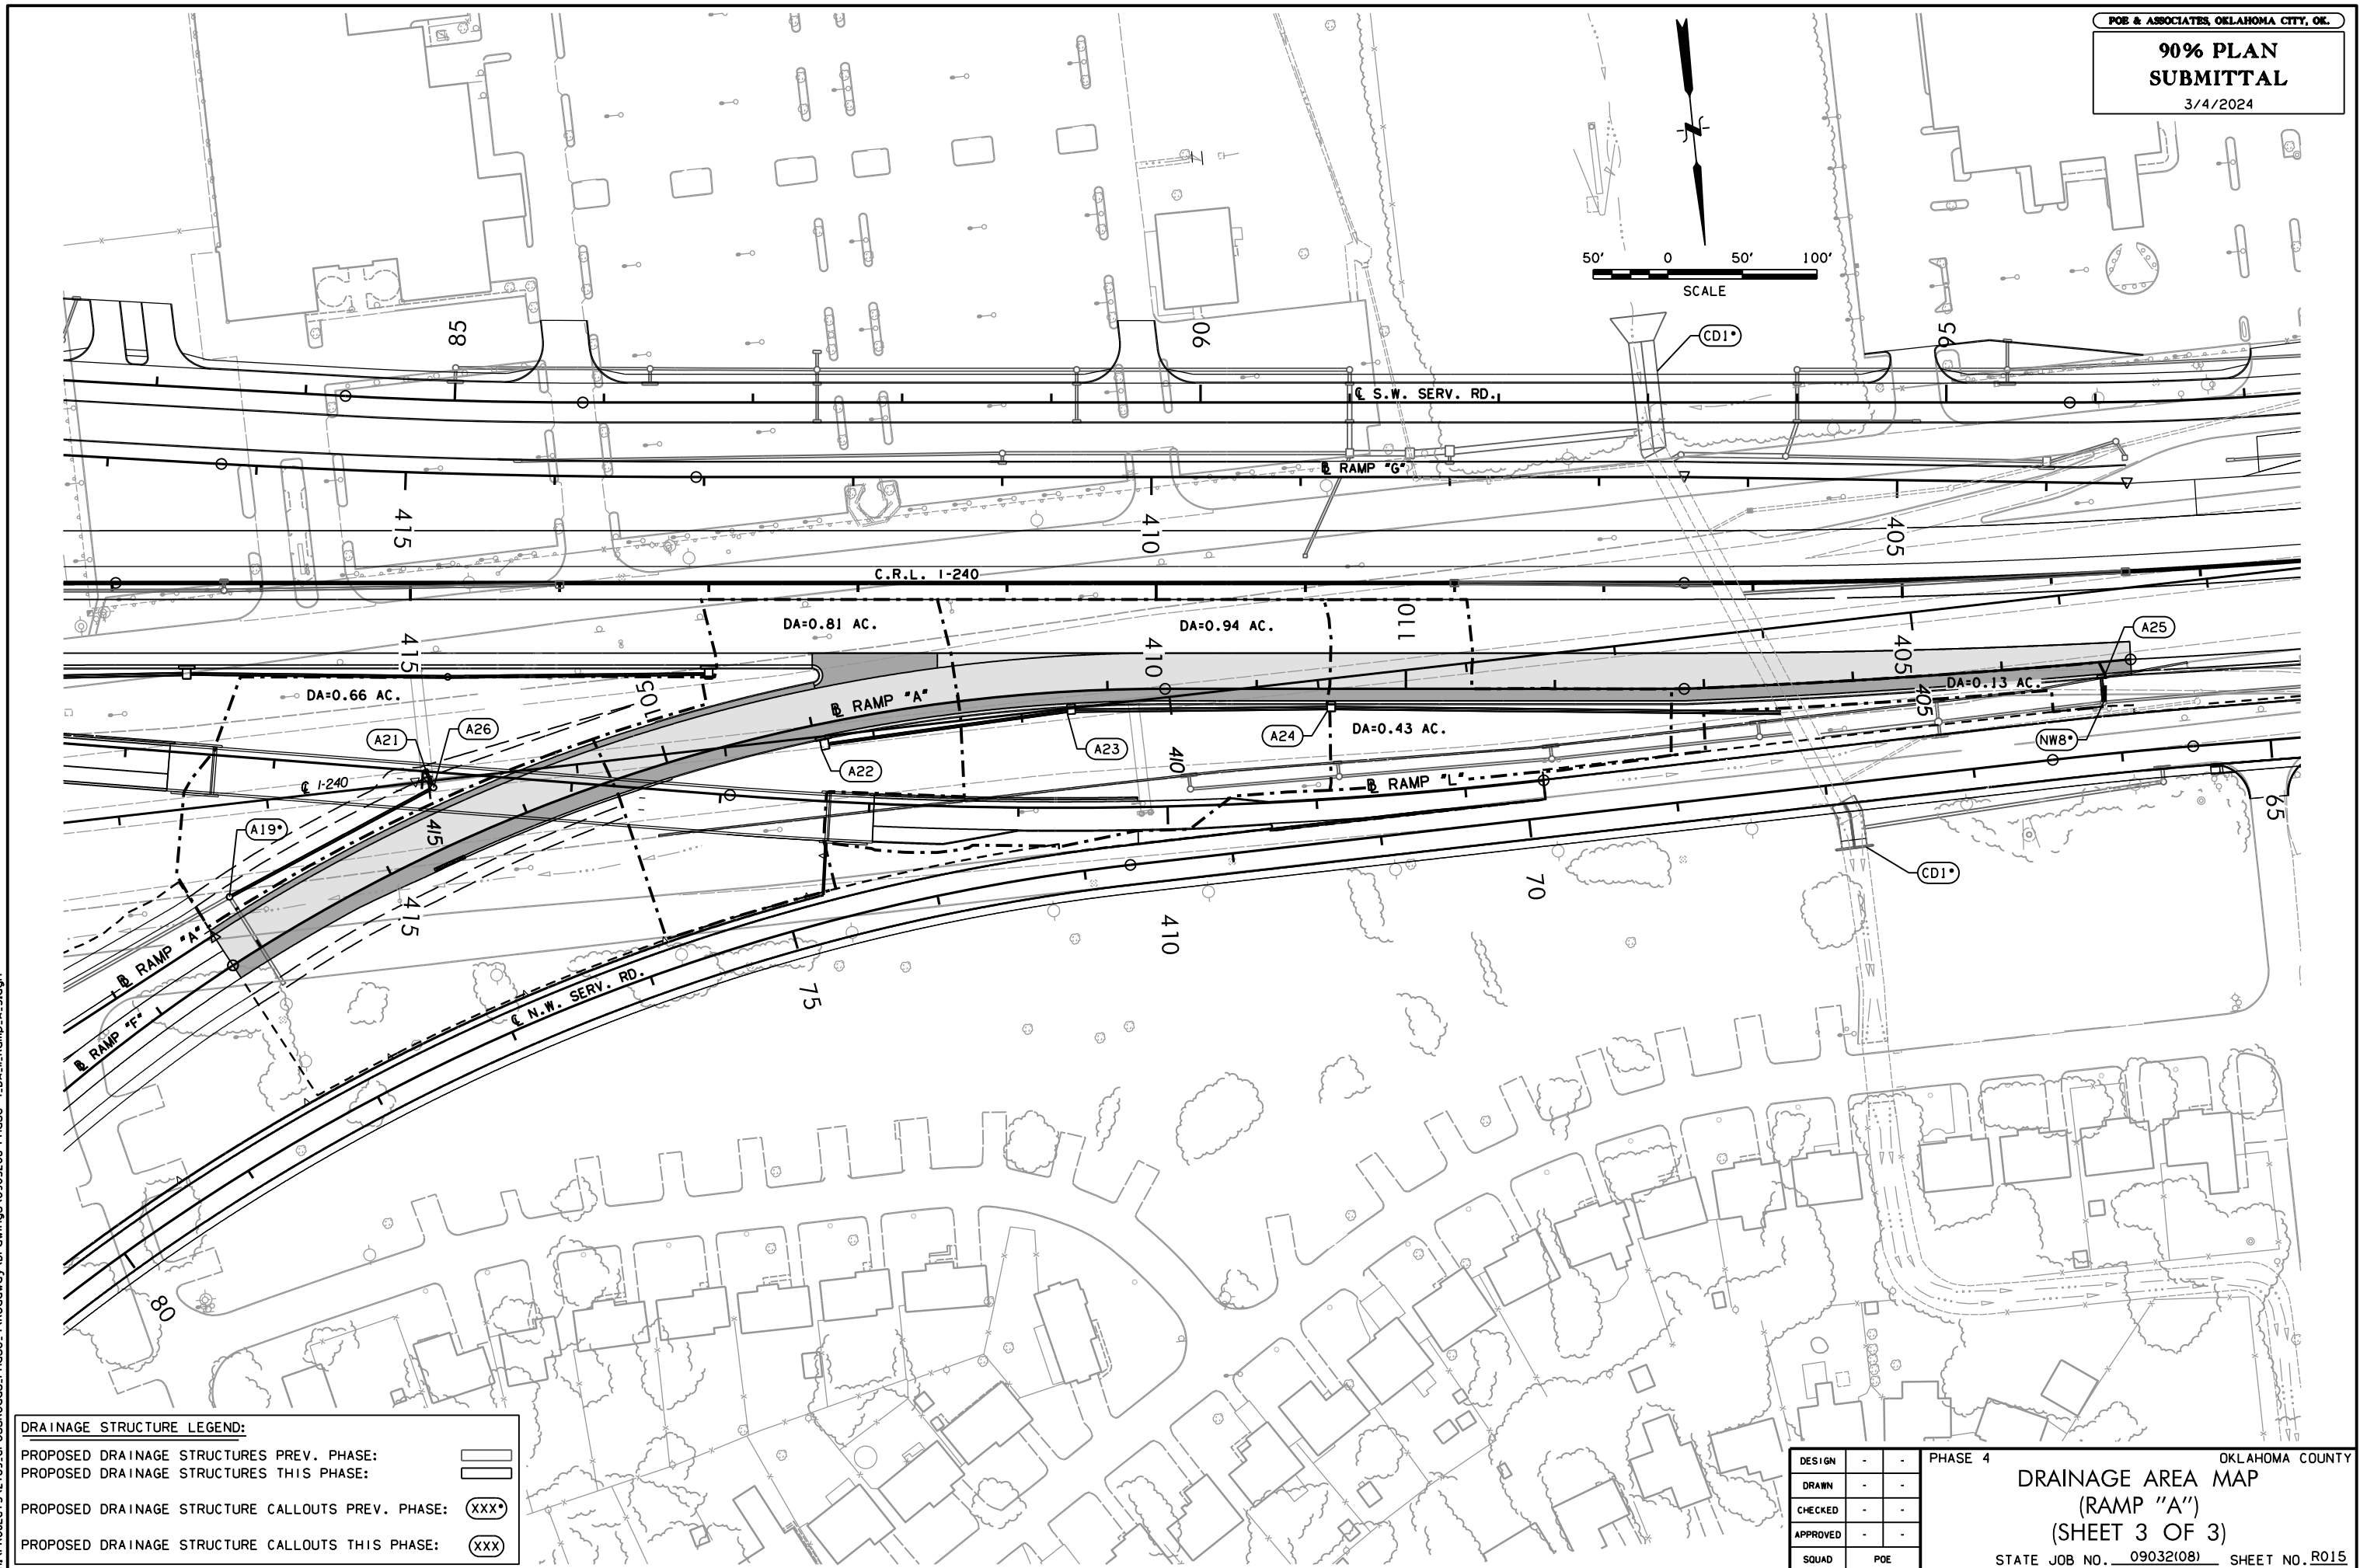 POE & ASSOCIATES, OKLAHOMA CITY, OK.
90% PLAN
SUBMITTAL
3/4/2024
50' 0 50' 100'
SCALE
CD1*
85
90
95
℄ S.W. SERV. RD.
℄ RAMP "G"
415
410
405
C.R.L. I-240
DA=0.81 AC.
DA=0.94 AC.
110
A25
415
410
405
DA=0.66 AC.
50
DA=0.13 AC.
℄ RAMP "A"
405
A21
A26
A24
DA=0.43 AC.
A23
NW8*
A22
410
℄ I-240
℄ RAMP "L"
A19*
415
65
CD1*
70
415
410
℄ RAMP "A"
75
℄ N.W. SERV. RD.
℄ RAMP "F"
80
DRAINAGE STRUCTURE LEGEND:
PROPOSED DRAINAGE STRUCTURES PREV. PHASE:
PROPOSED DRAINAGE STRUCTURES THIS PHASE:
PROPOSED DRAINAGE STRUCTURE CALLOUTS PREV. PHASE: XXX*
PROPOSED DRAINAGE STRUCTURE CALLOUTS THIS PHASE: XXX
DESIGN - -
DRAWN - -
CHECKED - -
APPROVED - -
SQUAD POE
PHASE 4 OKLAHOMA COUNTY
DRAINAGE AREA MAP
(RAMP "A")
(SHEET 3 OF 3)
STATE JOB NO. 09032(08) SHEET NO. R015